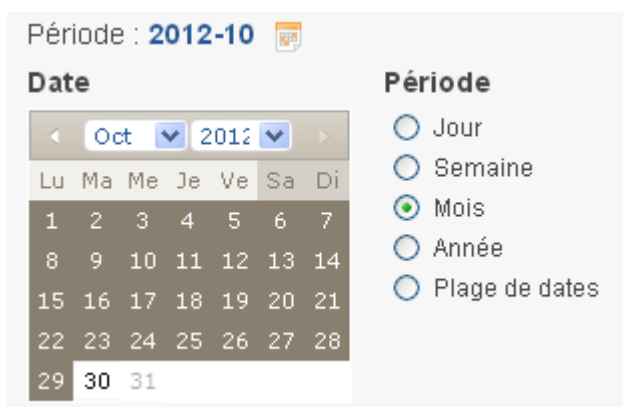 Période : 2012-10
Date
Oct 2012
Lu Ma Me Je Ve Sa Di
1 2 3 4 5 6 7
8 9 10 11 12 13 14
15 16 17 18 19 20 21
22 23 24 25 26 27 28
29 30 31
Période
Jour
Semaine
Mois
Année
Plage de dates